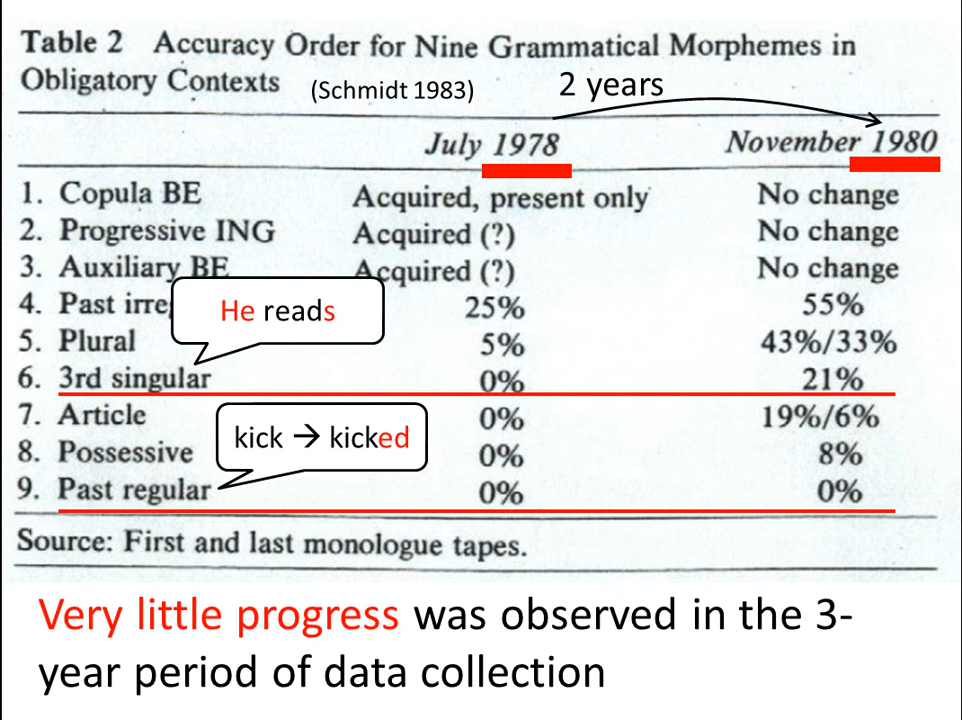 Table 2 Accuracy Order for Nine Grammatical Morphemes in
Obligatory Contexts (Schmidt 1983) 2 years
July 1978 November 1980
1. Copula BE Acquired, present only No change
2. Progressive ING Acquired (?) No change
3. Auxiliary BE Acquired (?) No change
4. Past irre 25% 55%
He reads
5. Plural 5% 43%/33%
6. 3rd singular 0% 21%
7. Article 0% 19%/6%
kick → kicked
8. Possessive 0% 8%
9. Past regular 0% 0%
Source: First and last monologue tapes.
Very little progress was observed in the 3-
year period of data collection